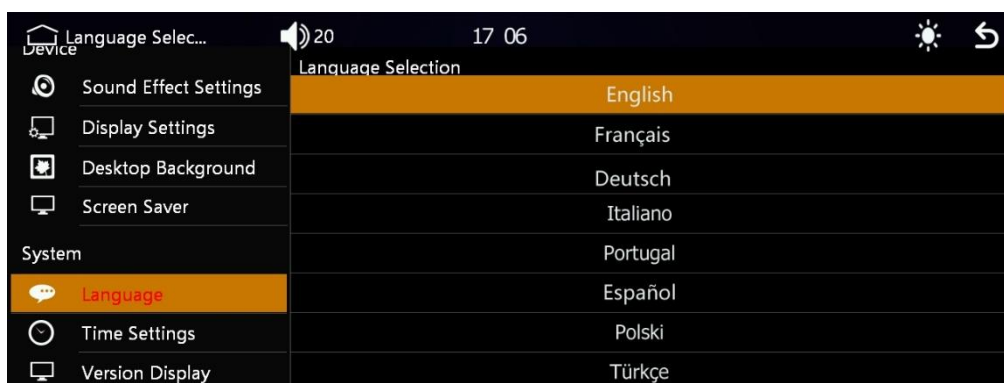 Language Selec...
20
17 06
Device
Sound Effect Settings
Display Settings
Desktop Background
Screen Saver
System
Language
Time Settings
Version Display
Language Selection
English
Français
Deutsch
Italiano
Portugal
Español
Polski
Türkçe